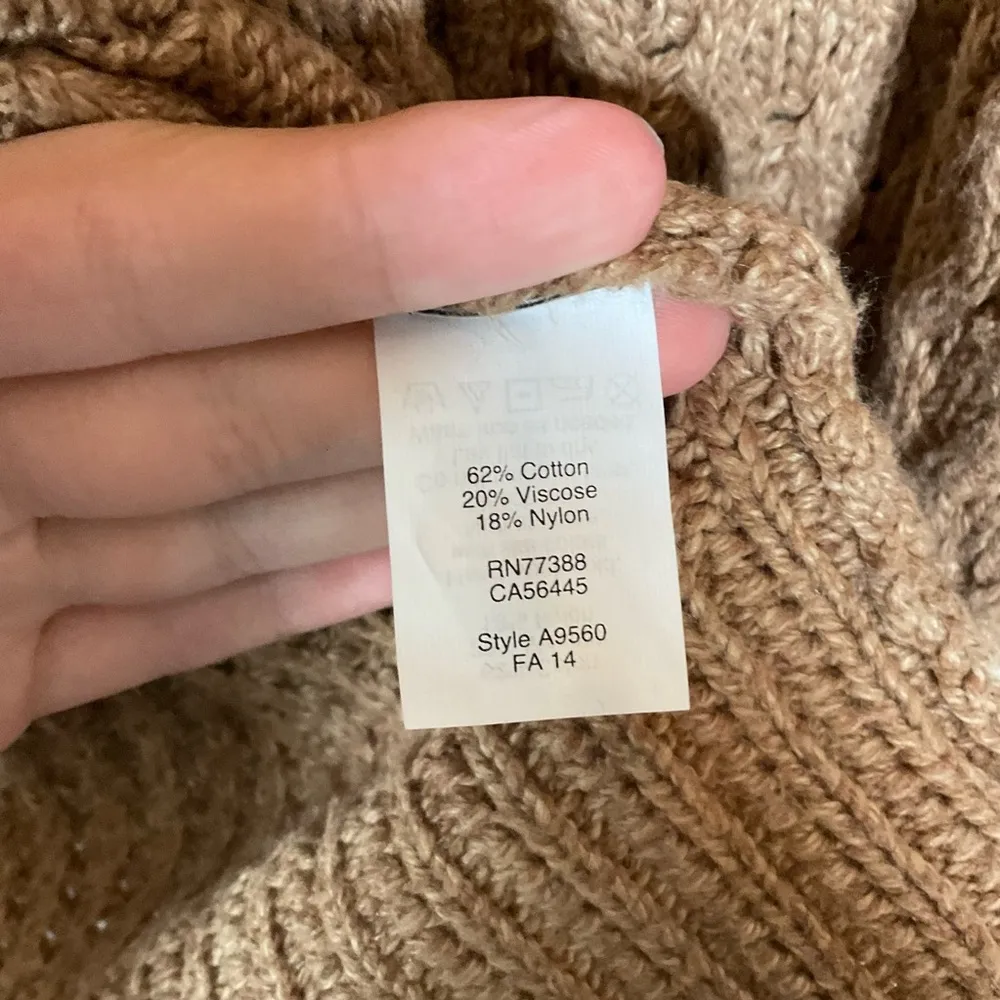 62% Cotton
20% Viscose
18% Nylon
RN77388
CA56445
Style A9560
FA 14